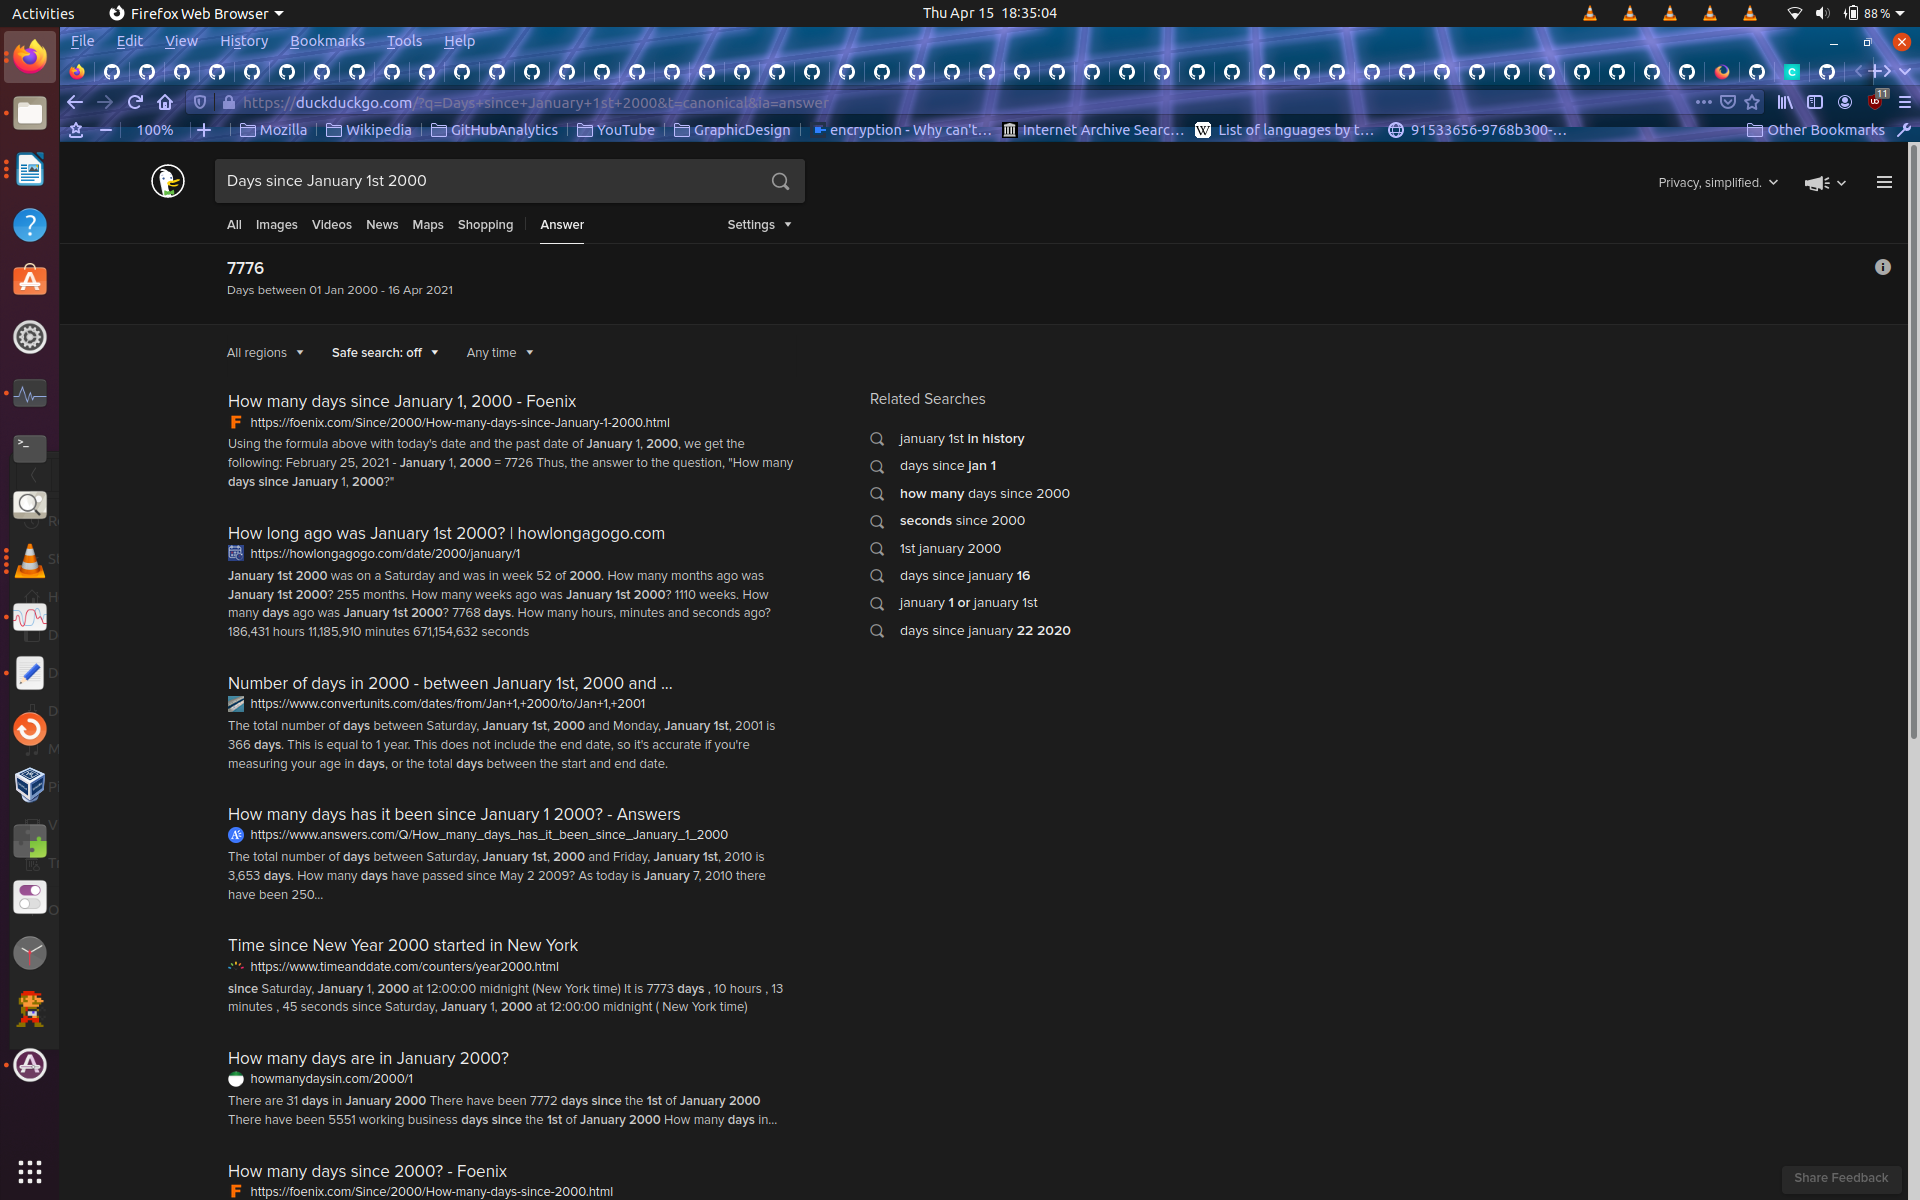 Activities
Firefox Web Browser
Thu Apr 15 18:35:04
88 %
File Edit View History Bookmarks Tools Help
https://duckduckgo.com/?q=Days+since+January+1st+2000&t=canonical&ia=answer
11
100%
Mozilla
Wikipedia
GitHubAnalytics
YouTube
GraphicDesign
encryption - Why can't…
Internet Archive Searc…
List of languages by t…
91533656-9768b300-…
Other Bookmarks
Days since January 1st 2000
Privacy, simplified.
All Images Videos News Maps Shopping Answer Settings
7776
Days between 01 Jan 2000 - 16 Apr 2021
All regions
Safe search: off
Any time
How many days since January 1, 2000 - Foenix
https://foenix.com/Since/2000/How-many-days-since-January-1-2000.html
Using the formula above with today's date and the past date of January 1, 2000, we get the
following: February 25, 2021 - January 1, 2000 = 7726 Thus, the answer to the question, "How many
days since January 1, 2000?"
How long ago was January 1st 2000? | howlongagogo.com
https://howlongagogo.com/date/2000/january/1
January 1st 2000 was on a Saturday and was in week 52 of 2000. How many months ago was
January 1st 2000? 255 months. How many weeks ago was January 1st 2000? 1110 weeks. How
many days ago was January 1st 2000? 7768 days. How many hours, minutes and seconds ago?
186,431 hours 11,185,910 minutes 671,154,632 seconds
Number of days in 2000 - between January 1st, 2000 and ...
https://www.convertunits.com/dates/from/Jan+1,+2000/to/Jan+1,+2001
The total number of days between Saturday, January 1st, 2000 and Monday, January 1st, 2001 is
366 days. This is equal to 1 year. This does not include the end date, so it's accurate if you're
measuring your age in days, or the total days between the start and end date.
How many days has it been since January 1 2000? - Answers
https://www.answers.com/Q/How_many_days_has_it_been_since_January_1_2000
The total number of days between Saturday, January 1st, 2000 and Friday, January 1st, 2010 is
3,653 days. How many days have passed since May 2 2009? As today is January 7, 2010 there
have been 250...
Time since New Year 2000 started in New York
https://www.timeanddate.com/counters/year2000.html
since Saturday, January 1, 2000 at 12:00:00 midnight (New York time) It is 7773 days , 10 hours , 13
minutes , 45 seconds since Saturday, January 1, 2000 at 12:00:00 midnight ( New York time)
How many days are in January 2000?
howmanydaysin.com/2000/1
There are 31 days in January 2000 There have been 7772 days since the 1st of January 2000
There have been 5551 working business days since the 1st of January 2000 How many days in...
How many days since 2000? - Foenix
https://foenix.com/Since/2000/How-many-days-since-2000.html
Related Searches
january 1st in history
days since jan 1
how many days since 2000
seconds since 2000
1st january 2000
days since january 16
january 1 or january 1st
days since january 22 2020
Share Feedback